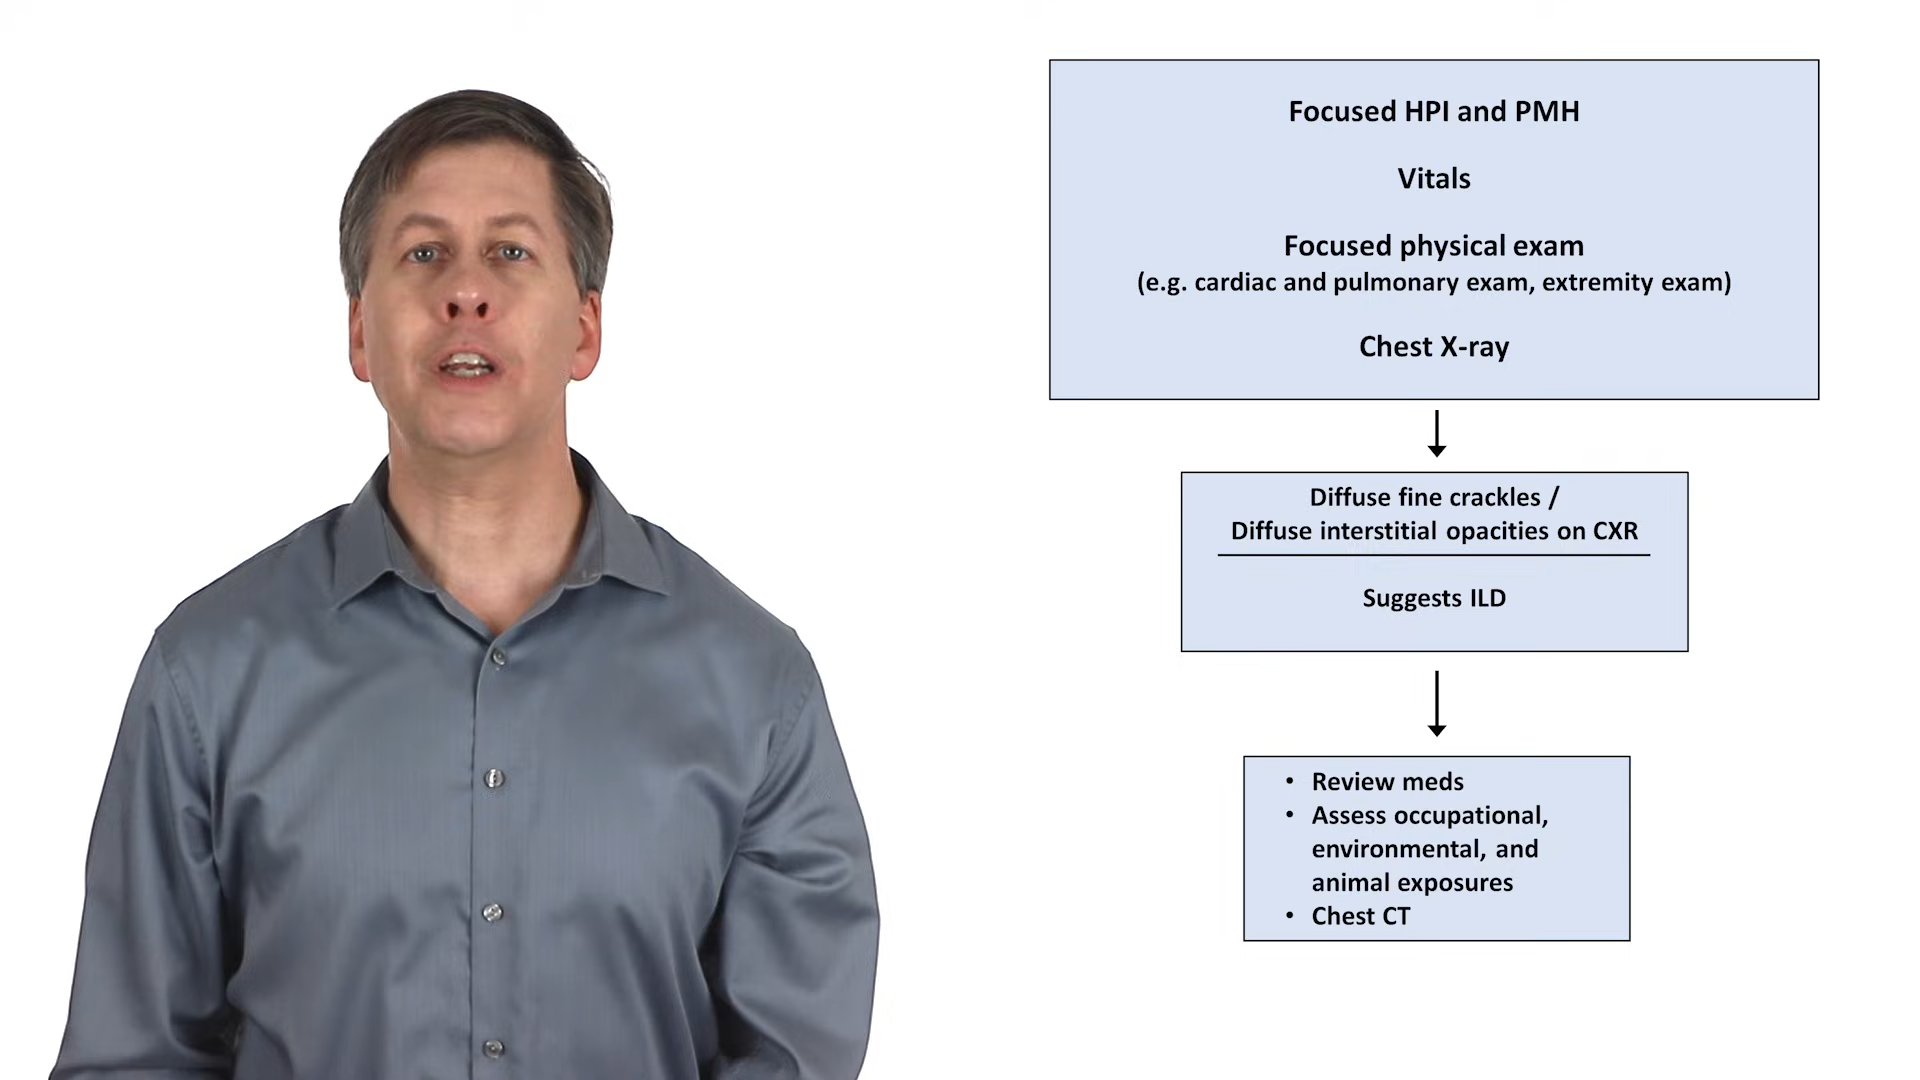 Focused HPI and PMH
Vitals
Focused physical exam
(e.g. cardiac and pulmonary exam, extremity exam)
Chest X-ray
Diffuse fine crackles /
Diffuse interstitial opacities on CXR
Suggests ILD
• Review meds
• Assess occupational,
environmental, and
animal exposures
• Chest CT